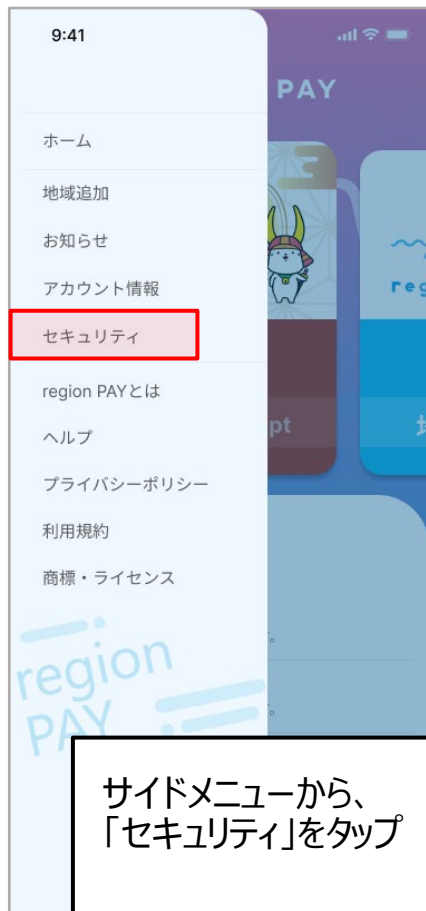 9:41
PAY
ホーム
地域追加
お知らせ
アカウント情報
セキュリティ
region PAYとは
ヘルプ
プライバシーポリシー
利用規約
商標・ライセンス
reg
pt
region
PAY
サイドメニューから、
「セキュリティ」をタップ